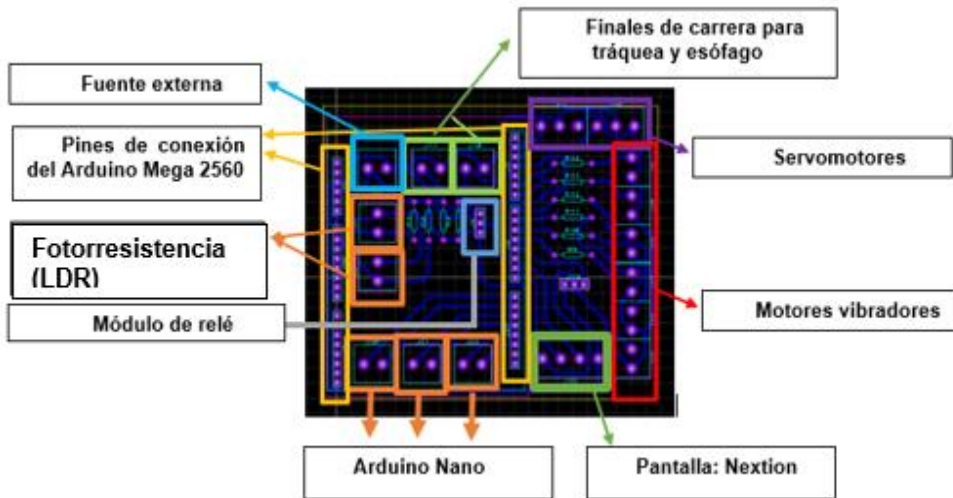 Finales de carrera para
tráquea y esófago
Fuente externa
Pines de conexión
del Arduino Mega 2560
Servomotores
Fotorresistencia
(LDR)
Módulo de relé
Motores vibradores
Arduino Nano
Pantalla: Nextion